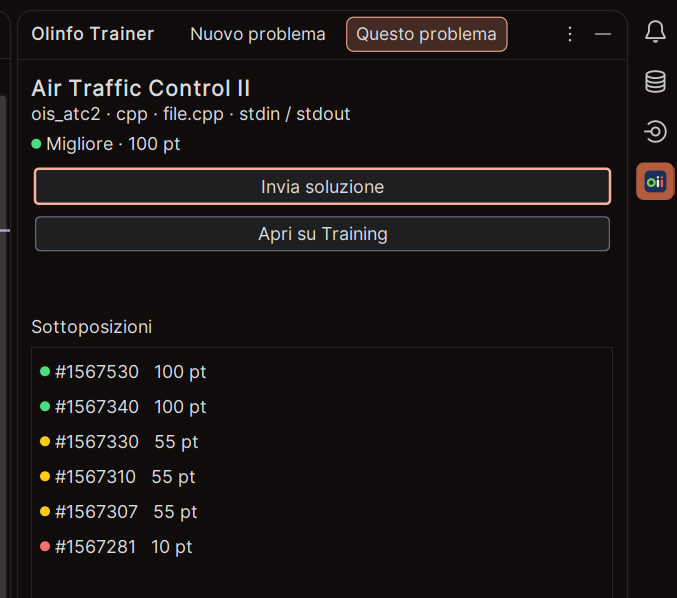 Olinfo Trainer Nuovo problema Questo problema
Air Traffic Control II
ois_atc2 · cpp · file.cpp · stdin / stdout
Migliore · 100 pt
Invia soluzione
Apri su Training
Sottoposizioni
#1567530 100 pt
#1567340 100 pt
#1567330 55 pt
#1567310 55 pt
#1567307 55 pt
#1567281 10 pt
oii